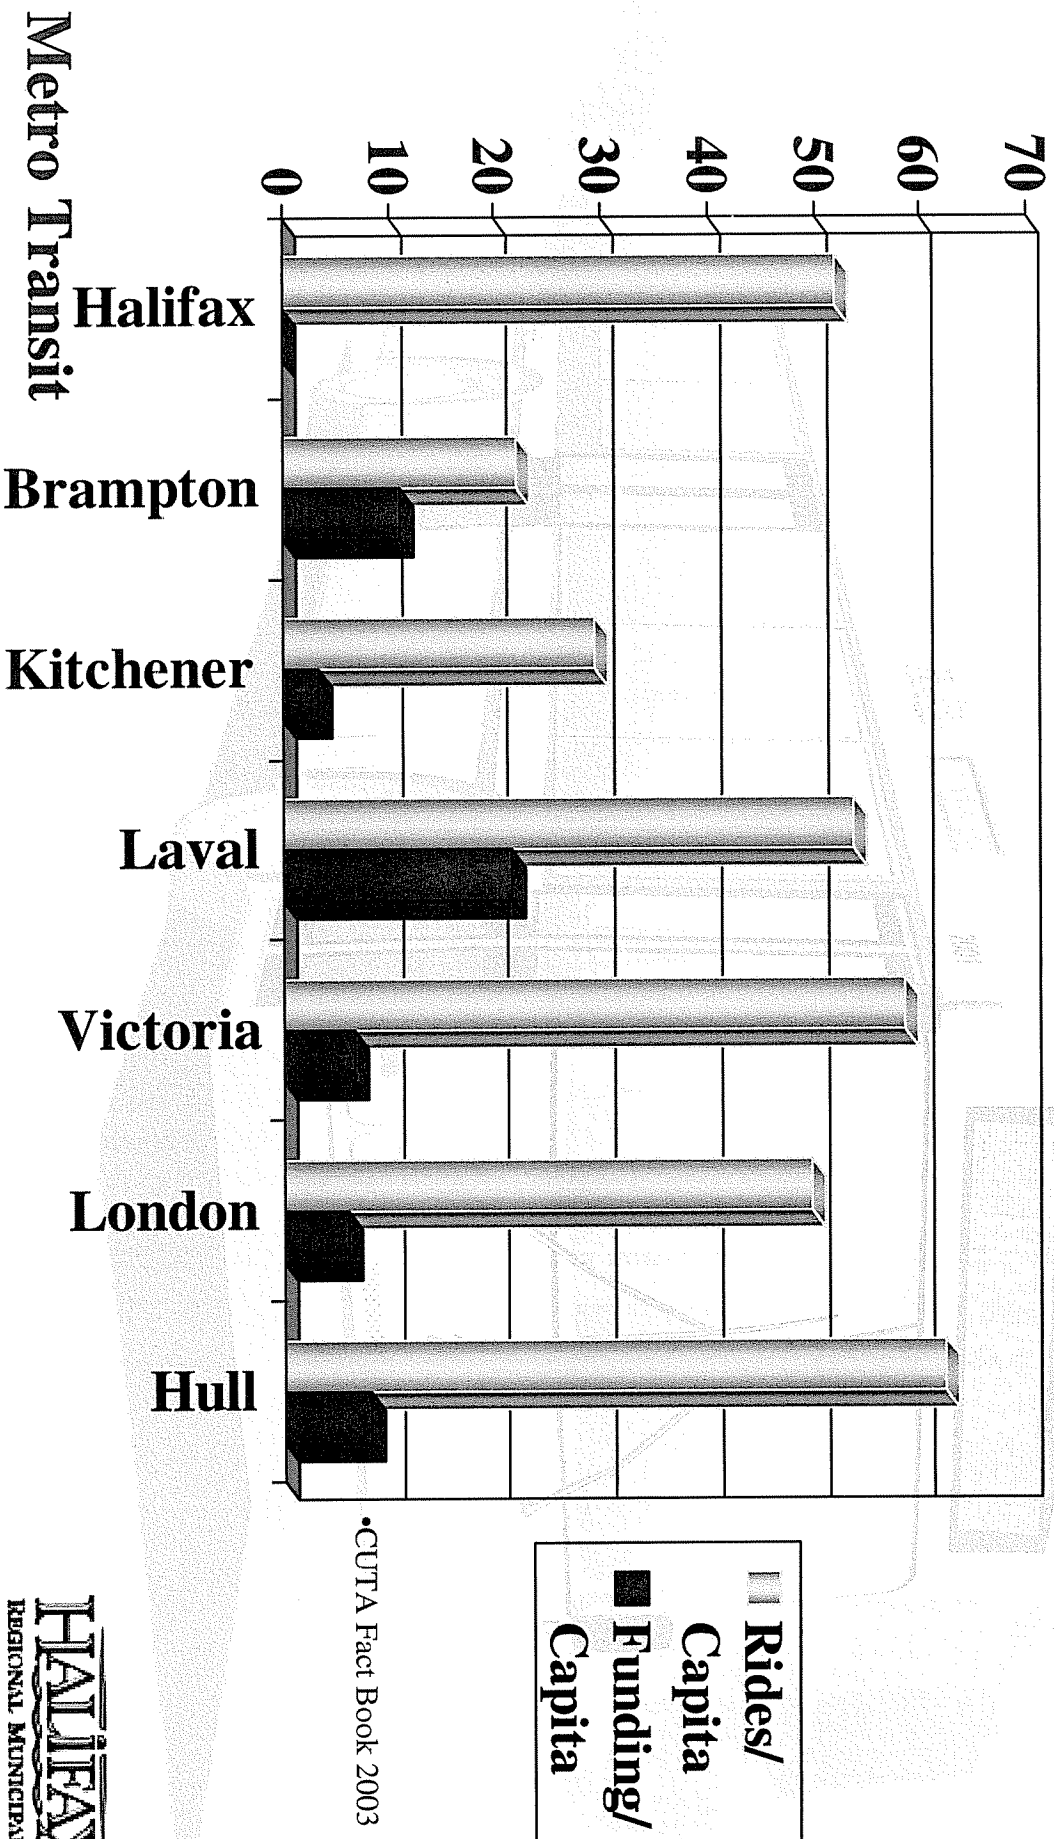 70
60
50
40
30
20
10
0
Halifax
Brampton
Kitchener
Laval
Victoria
London
Hull
Rides/
Capita
Funding/
Capita
•CUTA Fact Book 2003
Metro Transit
HALIFAX
REGIONAL MUNICIPAL